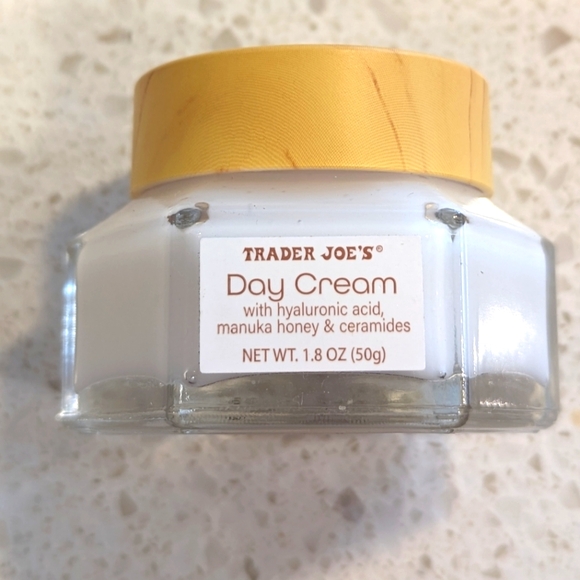 TRADER JOE'S®
Day Cream
with hyaluronic acid,
manuka honey & ceramides
NET WT. 1.8 OZ (50g)